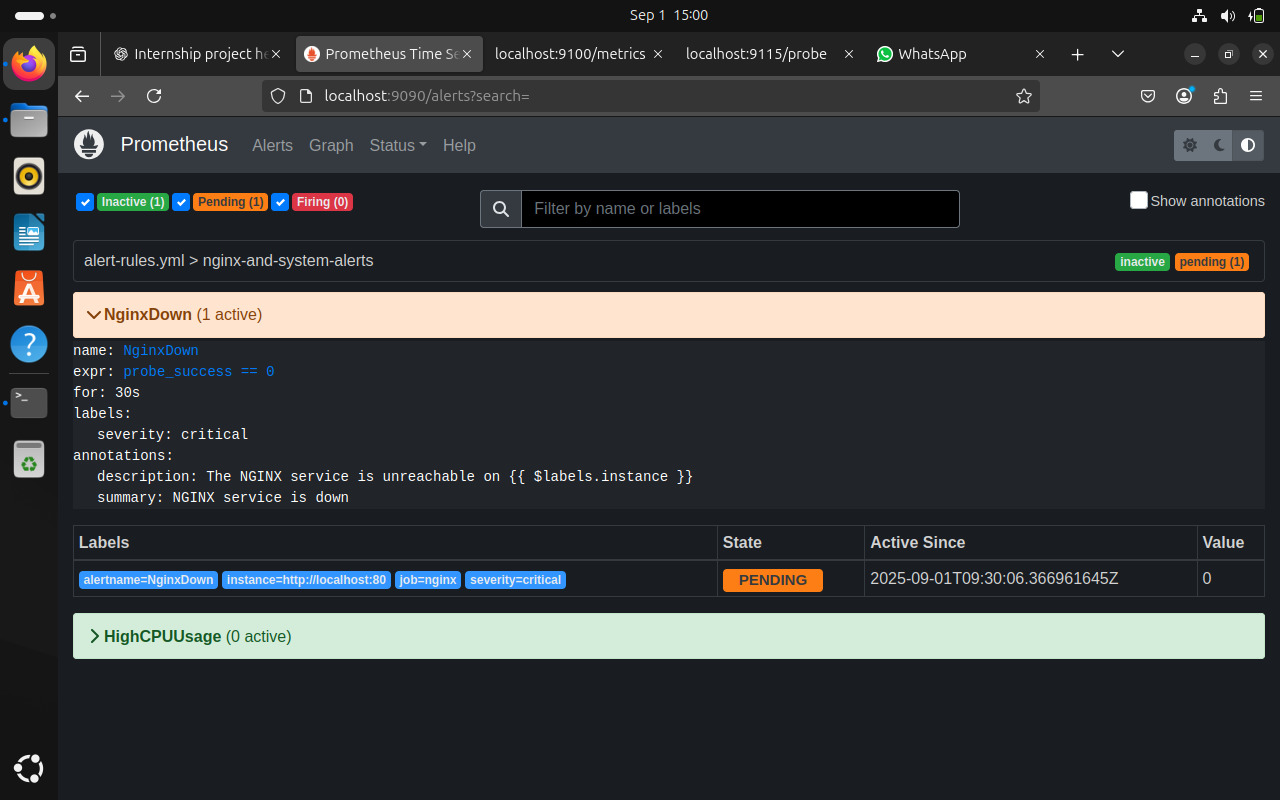 Sep 1 15:00
Internship project he
Prometheus Time Se
localhost:9100/metrics
localhost:9115/probe
WhatsApp
localhost:9090/alerts?search=
Prometheus Alerts Graph Status Help
Inactive (1) Pending (1) Firing (0)
Filter by name or labels
Show annotations
alert-rules.yml > nginx-and-system-alerts
inactive pending (1)
NginxDown (1 active)
name: NginxDown
expr: probe_success == 0
for: 30s
labels:
severity: critical
annotations:
description: The NGINX service is unreachable on {{ $labels.instance }}
summary: NGINX service is down
Labels State Active Since Value
alertname=NginxDown instance=http://localhost:80 job=nginx severity=critical PENDING 2025-09-01T09:30:06.366961645Z 0
HighCPUUsage (0 active)